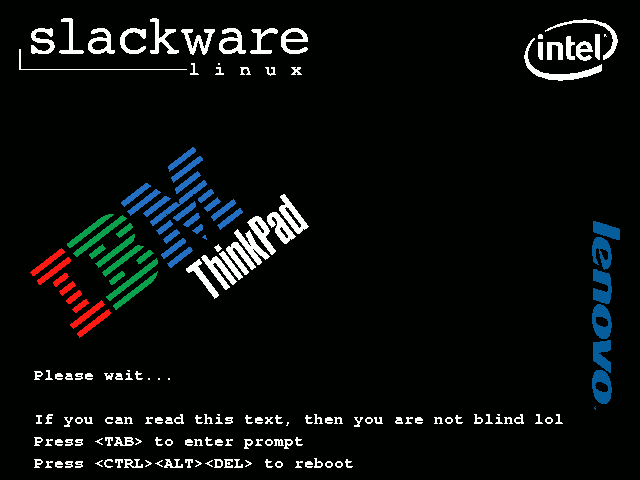 slackware
linux
intel
IBM
ThinkPad
lenovo
Please wait...
If you can read this text, then you are not blind lol
Press <TAB> to enter prompt
Press <CTRL><ALT><DEL> to reboot